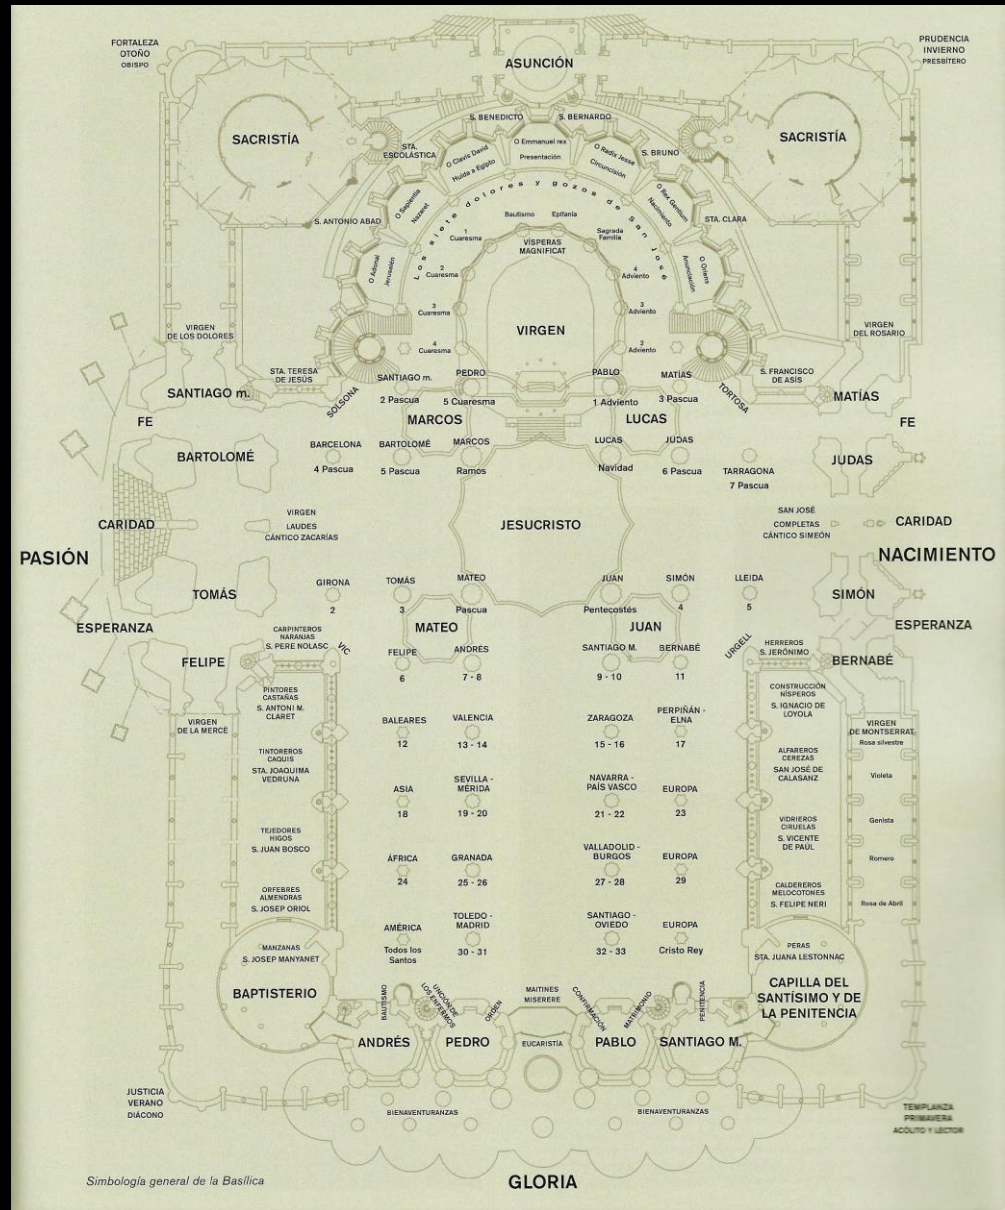 FORTALEZA
OTOÑO
OBISPO
PRUDENCIA
INVIERNO
PRESBÍTERO
ASUNCIÓN
S. BENEDICTO
S. BERNARDO
SACRISTÍA
SACRISTÍA
STA.
ESCOLÁSTICA
O Clavis David
Huida a Egipto
O Emmanuel rex
Presentación
O Radix Jesse
Circuncisión
S. BRUNO
O Sapientia
Nazaret
O Rex Gentium
Nacimiento
S. ANTONIO ABAD
STA. CLARA
Los siete dolores y gozos de San José
O Adonai
Jerusalén
O Oriens
Anunciación
Bautismo
Epifanía
1
Cuaresma
Sagrada
Familia
VÍSPERAS
MAGNIFICAT
2
Cuaresma
4
Adviento
3
Cuaresma
3
Adviento
VIRGEN
4
Cuaresma
2
Adviento
VIRGEN
DE LOS DOLORES
VIRGEN
DEL ROSARIO
STA. TERESA
DE JESÚS
S. FRANCISCO
DE ASÍS
SOLSONA
TORTOSA
SANTIAGO m.
SANTIAGO m.
2 Pascua
PEDRO
5 Cuaresma
PABLO
1 Adviento
MATÍAS
3 Pascua
MATÍAS
FE
MARCOS
LUCAS
FE
BARTOLOMÉ
BARCELONA
4 Pascua
BARTOLOMÉ
5 Pascua
MARCOS
Ramos
LUCAS
Navidad
JUDAS
6 Pascua
TARRAGONA
7 Pascua
JUDAS
CARIDAD
VIRGEN
LAUDES
CÁNTICO ZACARÍAS
JESUCRISTO
SAN JOSÉ
COMPLETAS
CÁNTICO SIMEÓN
CARIDAD
PASIÓN
NACIMIENTO
TOMÁS
GIRONA
2
TOMÁS
3
MATEO
Pascua
JUAN
Pentecostés
SIMÓN
4
LLEIDA
5
SIMÓN
ESPERANZA
MATEO
JUAN
ESPERANZA
CARPINTEROS
NARANJAS
S. PERE NOLASC
VIC
URGELL
HERREROS
S. JERÓNIMO
FELIPE
FELIPE
6
ANDRÉS
7 - 8
SANTIAGO M.
9 - 10
BERNABÉ
11
BERNABÉ
PINTORES
CASTAÑAS
S. ANTONI M.
CLARET
CONSTRUCCIÓN
NÍSPEROS
S. IGNACIO DE
LOYOLA
VIRGEN
DE LA MERCÈ
BALEARES
12
VALENCIA
13 - 14
ZARAGOZA
15 - 16
PERPIÑÁN -
ELNA
17
VIRGEN
DE MONTSERRAT
Rosa silvestre
TINTOREROS
CAQUIS
STA. JOAQUIMA
VEDRUNA
ALFAREROS
CEREZAS
SAN JOSÉ DE
CALASANZ
Violeta
ASIA
18
SEVILLA -
MÉRIDA
19 - 20
NAVARRA -
PAÍS VASCO
21 - 22
EUROPA
23
TEJEDORES
HIGOS
S. JUAN BOSCO
VIDRIEROS
CIRUELAS
S. VICENTE
DE PAÚL
Genista
ÁFRICA
24
GRANADA
25 - 26
VALLADOLID -
BURGOS
27 - 28
EUROPA
29
Romero
ORFEBRES
ALMENDRAS
S. JOSEP ORIOL
CALDEREROS
MELOCOTONES
S. FELIPE NERI
Rosa de Abril
AMÉRICA
Todos los
Santos
TOLEDO -
MADRID
30 - 31
SANTIAGO -
OVIEDO
32 - 33
EUROPA
Cristo Rey
MANZANAS
S. JOSEP MANYANET
PERAS
STA. JUANA LESTONNAC
BAPTISTERIO
CAPILLA DEL
SANTÍSIMO Y DE
LA PENITENCIA
BAUTISMO
UNCIÓN DE
LOS ENFERMOS
ORDEN
MAITINES
MISERERE
CONFIRMACIÓN
MATRIMONIO
PENITENCIA
ANDRÉS
PEDRO
EUCARISTÍA
PABLO
SANTIAGO M.
JUSTICIA
VERANO
DIÁCONO
BIENAVENTURANZAS
BIENAVENTURANZAS
TEMPLANZA
PRIMAVERA
ACÓLITO Y LECTOR
Simbología general de la Basílica
GLORIA